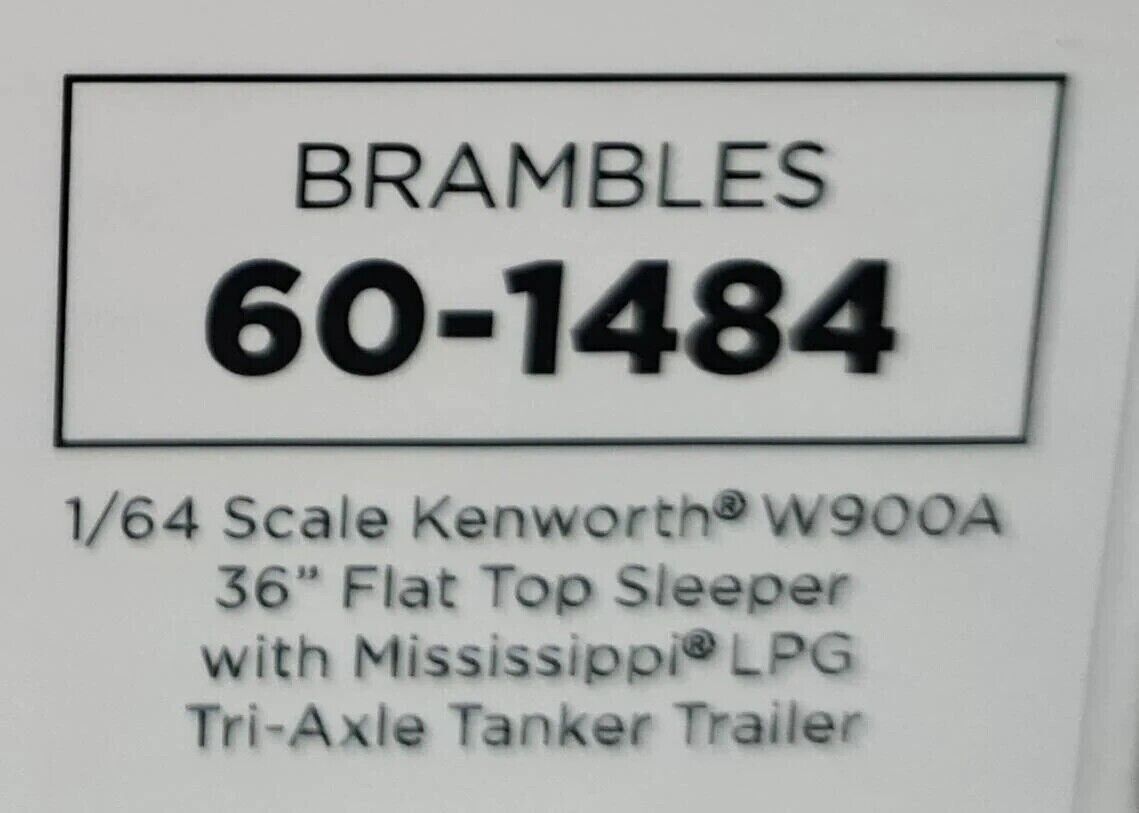 BRAMBLES
60-1484
1/64 Scale Kenworth® W900A
36” Flat Top Sleeper
with Mississippi® LPG
Tri-Axle Tanker Trailer